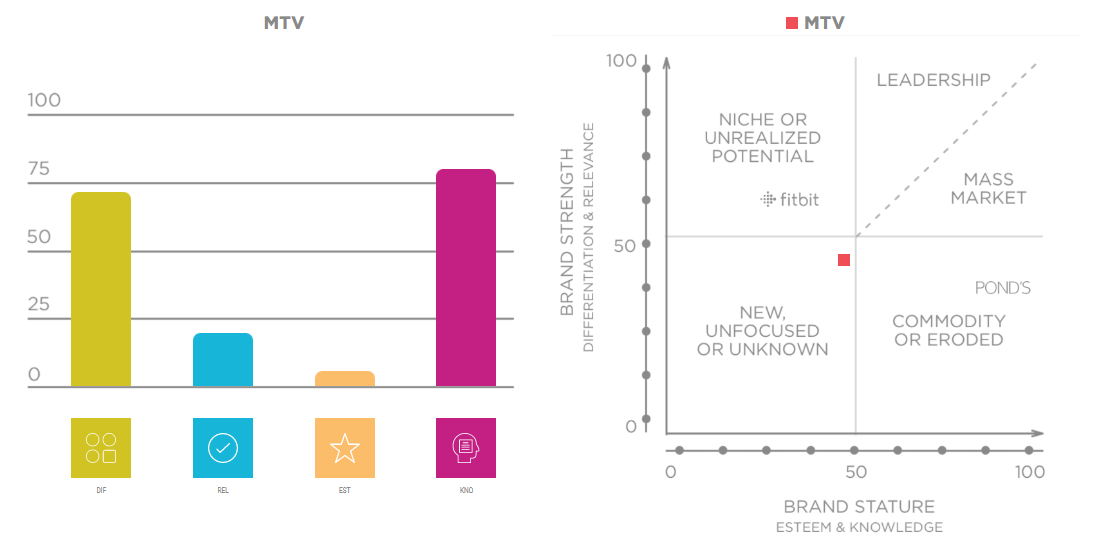 MTV
100
75
50
25
0
DIF
REL
EST
KNO
MTV
100
50
0
BRAND STRENGTH
DIFFERENTIATION & RELEVANCE
NICHE OR
UNREALIZED
POTENTIAL
fitbit
LEADERSHIP
MASS
MARKET
NEW,
UNFOCUSED
OR UNKNOWN
POND'S
COMMODITY
OR ERODED
0
50
100
BRAND STATURE
ESTEEM & KNOWLEDGE